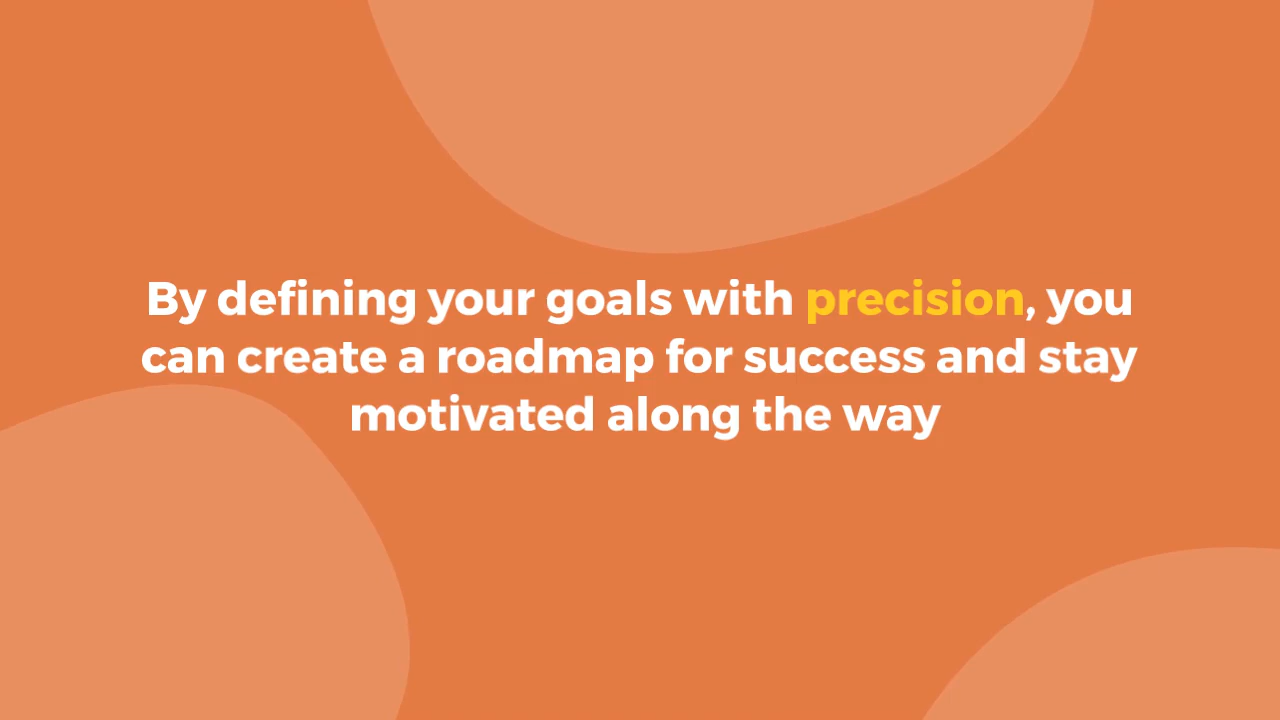 By defining your goals with precision, you
can create a roadmap for success and stay
motivated along the way